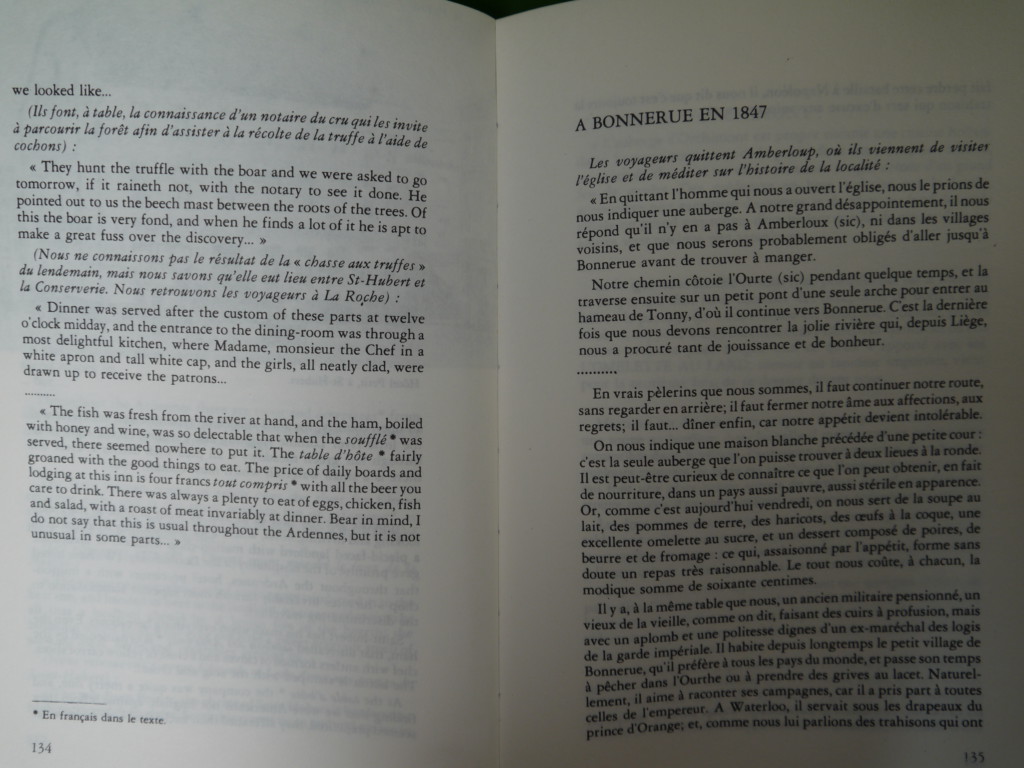 we looked like...
(Ils font, à table, la connaissance d'un notaire du cru qui les invite
à parcourir la forêt afin d'assister à la récolte de la truffe à l'aide de
cochons) :
« They hunt the truffle with the boar and we were asked to go
tomorrow, if it raineth not, with the notary to see it done. He
pointed out to us the beech mast between the roots of the trees. Of
this the boar is very fond, and when he finds a lot of it he is apt to
make a great fuss over the discovery... »
(Nous ne connaissons pas le résultat de la « chasse aux truffes »
du lendemain, mais nous savons qu'elle eut lieu entre St-Hubert et
la Conserverie. Nous retrouvons les voyageurs à La Roche) :
« Dinner was served after the custom of these parts at twelve
o'clock midday, and the entrance to the dining-room was through a
most delightful kitchen, where Madame, monsieur the Chef in a
white apron and tall white cap, and the girls, all neatly clad, were
drawn up to receive the patrons...
..........
« The fish was fresh from the river at hand, and the ham, boiled
with honey and wine, was so delectable that when the soufflé * was
served, there seemed nowhere to put it. The table d'hôte * fairly
groaned with the good things to eat. The price of daily boards and
lodging at this inn is four francs tout compris * with all the beer you
care to drink. There was always a plenty to eat of eggs, chicken, fish
and salad, with a roast of meat invariably at dinner. Bear in mind, I
do not say that this is usual throughout the Ardennes, but it is not
unusual in some parts... »
* En français dans le texte.
134
A BONNERUE EN 1847
Les voyageurs quittent Amberloup, où ils viennent de visiter
l'église et de méditer sur l'histoire de la localité :
« En quittant l'homme qui nous a ouvert l'église, nous le prions de
nous indiquer une auberge. A notre grand désappointement, il nous
répond qu'il n'y en a pas à Amberloux (sic), ni dans les villages
voisins, et que nous serons probablement obligés d'aller jusqu'à
Bonnerue avant de trouver à manger.
Notre chemin côtoie l'Ourte (sic) pendant quelque temps, et la
traverse ensuite sur un petit pont d'une seule arche pour entrer au
hameau de Tonny, d'où il continue vers Bonnerue. C'est la dernière
fois que nous devons rencontrer la jolie rivière qui, depuis Liège,
nous a procuré tant de jouissance et de bonheur.
..........
En vrais pèlerins que nous sommes, il faut continuer notre route,
sans regarder en arrière; il faut fermer notre âme aux affections, aux
regrets; il faut... dîner enfin, car notre appétit devient intolérable.
On nous indique une maison blanche précédée d'une petite cour :
c'est la seule auberge que l'on puisse trouver à deux lieues à la ronde.
Il est peut-être curieux de connaître ce que l'on peut obtenir, en fait
de nourriture, dans un pays aussi pauvre, aussi stérile en apparence.
Or, comme c'est aujourd'hui vendredi, on nous sert de la soupe au
lait, des pommes de terre, des haricots, des œufs à la coque, une
excellente omelette au sucre, et un dessert composé de poires, de
beurre et de fromage : ce qui, assaisonné par l'appétit, forme sans
doute un repas très raisonnable. Le tout nous coûte, à chacun, la
modique somme de soixante centimes.
Il y a, à la même table que nous, un ancien militaire pensionné, un
vieux de la vieille, comme on dit, faisant des cuirs à profusion, mais
avec un aplomb et une politesse dignes d'un ex-maréchal des logis
de la garde impériale. Il habite depuis longtemps le petit village de
Bonnerue, qu'il préfère à tous les pays du monde, et passe son temps
à pêcher dans l'Ourthe ou à prendre des grives au lacet. Naturel-
lement, il aime à raconter ses campagnes, car il a pris part à toutes
celles de l'empereur. A Waterloo, il servait sous les drapeaux du
prince d'Orange; et, comme nous lui parlions des trahisons qui ont
135